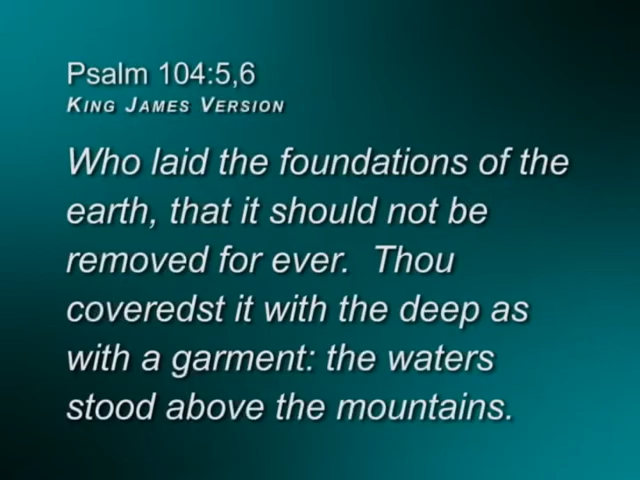 Psalm 104:5,6
KING JAMES VERSION
Who laid the foundations of the
earth, that it should not be
removed for ever. Thou
coveredst it with the deep as
with a garment: the waters
stood above the mountains.